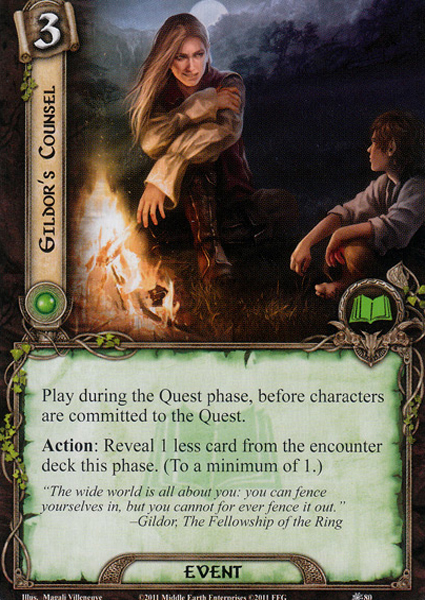 3
GILDOR'S COUNSEL
Play during the Quest phase, before characters
are committed to the Quest.
Action: Reveal 1 less card from the encounter
deck this phase. (To a minimum of 1.)
"The wide world is all about you: you can fence
yourselves in, but you cannot for ever fence it out."
–Gildor, The Fellowship of the Ring
EVENT
Illus. Magali Villeneuve
©2011 Middle Earth Enterprises ©2011 FFG
80